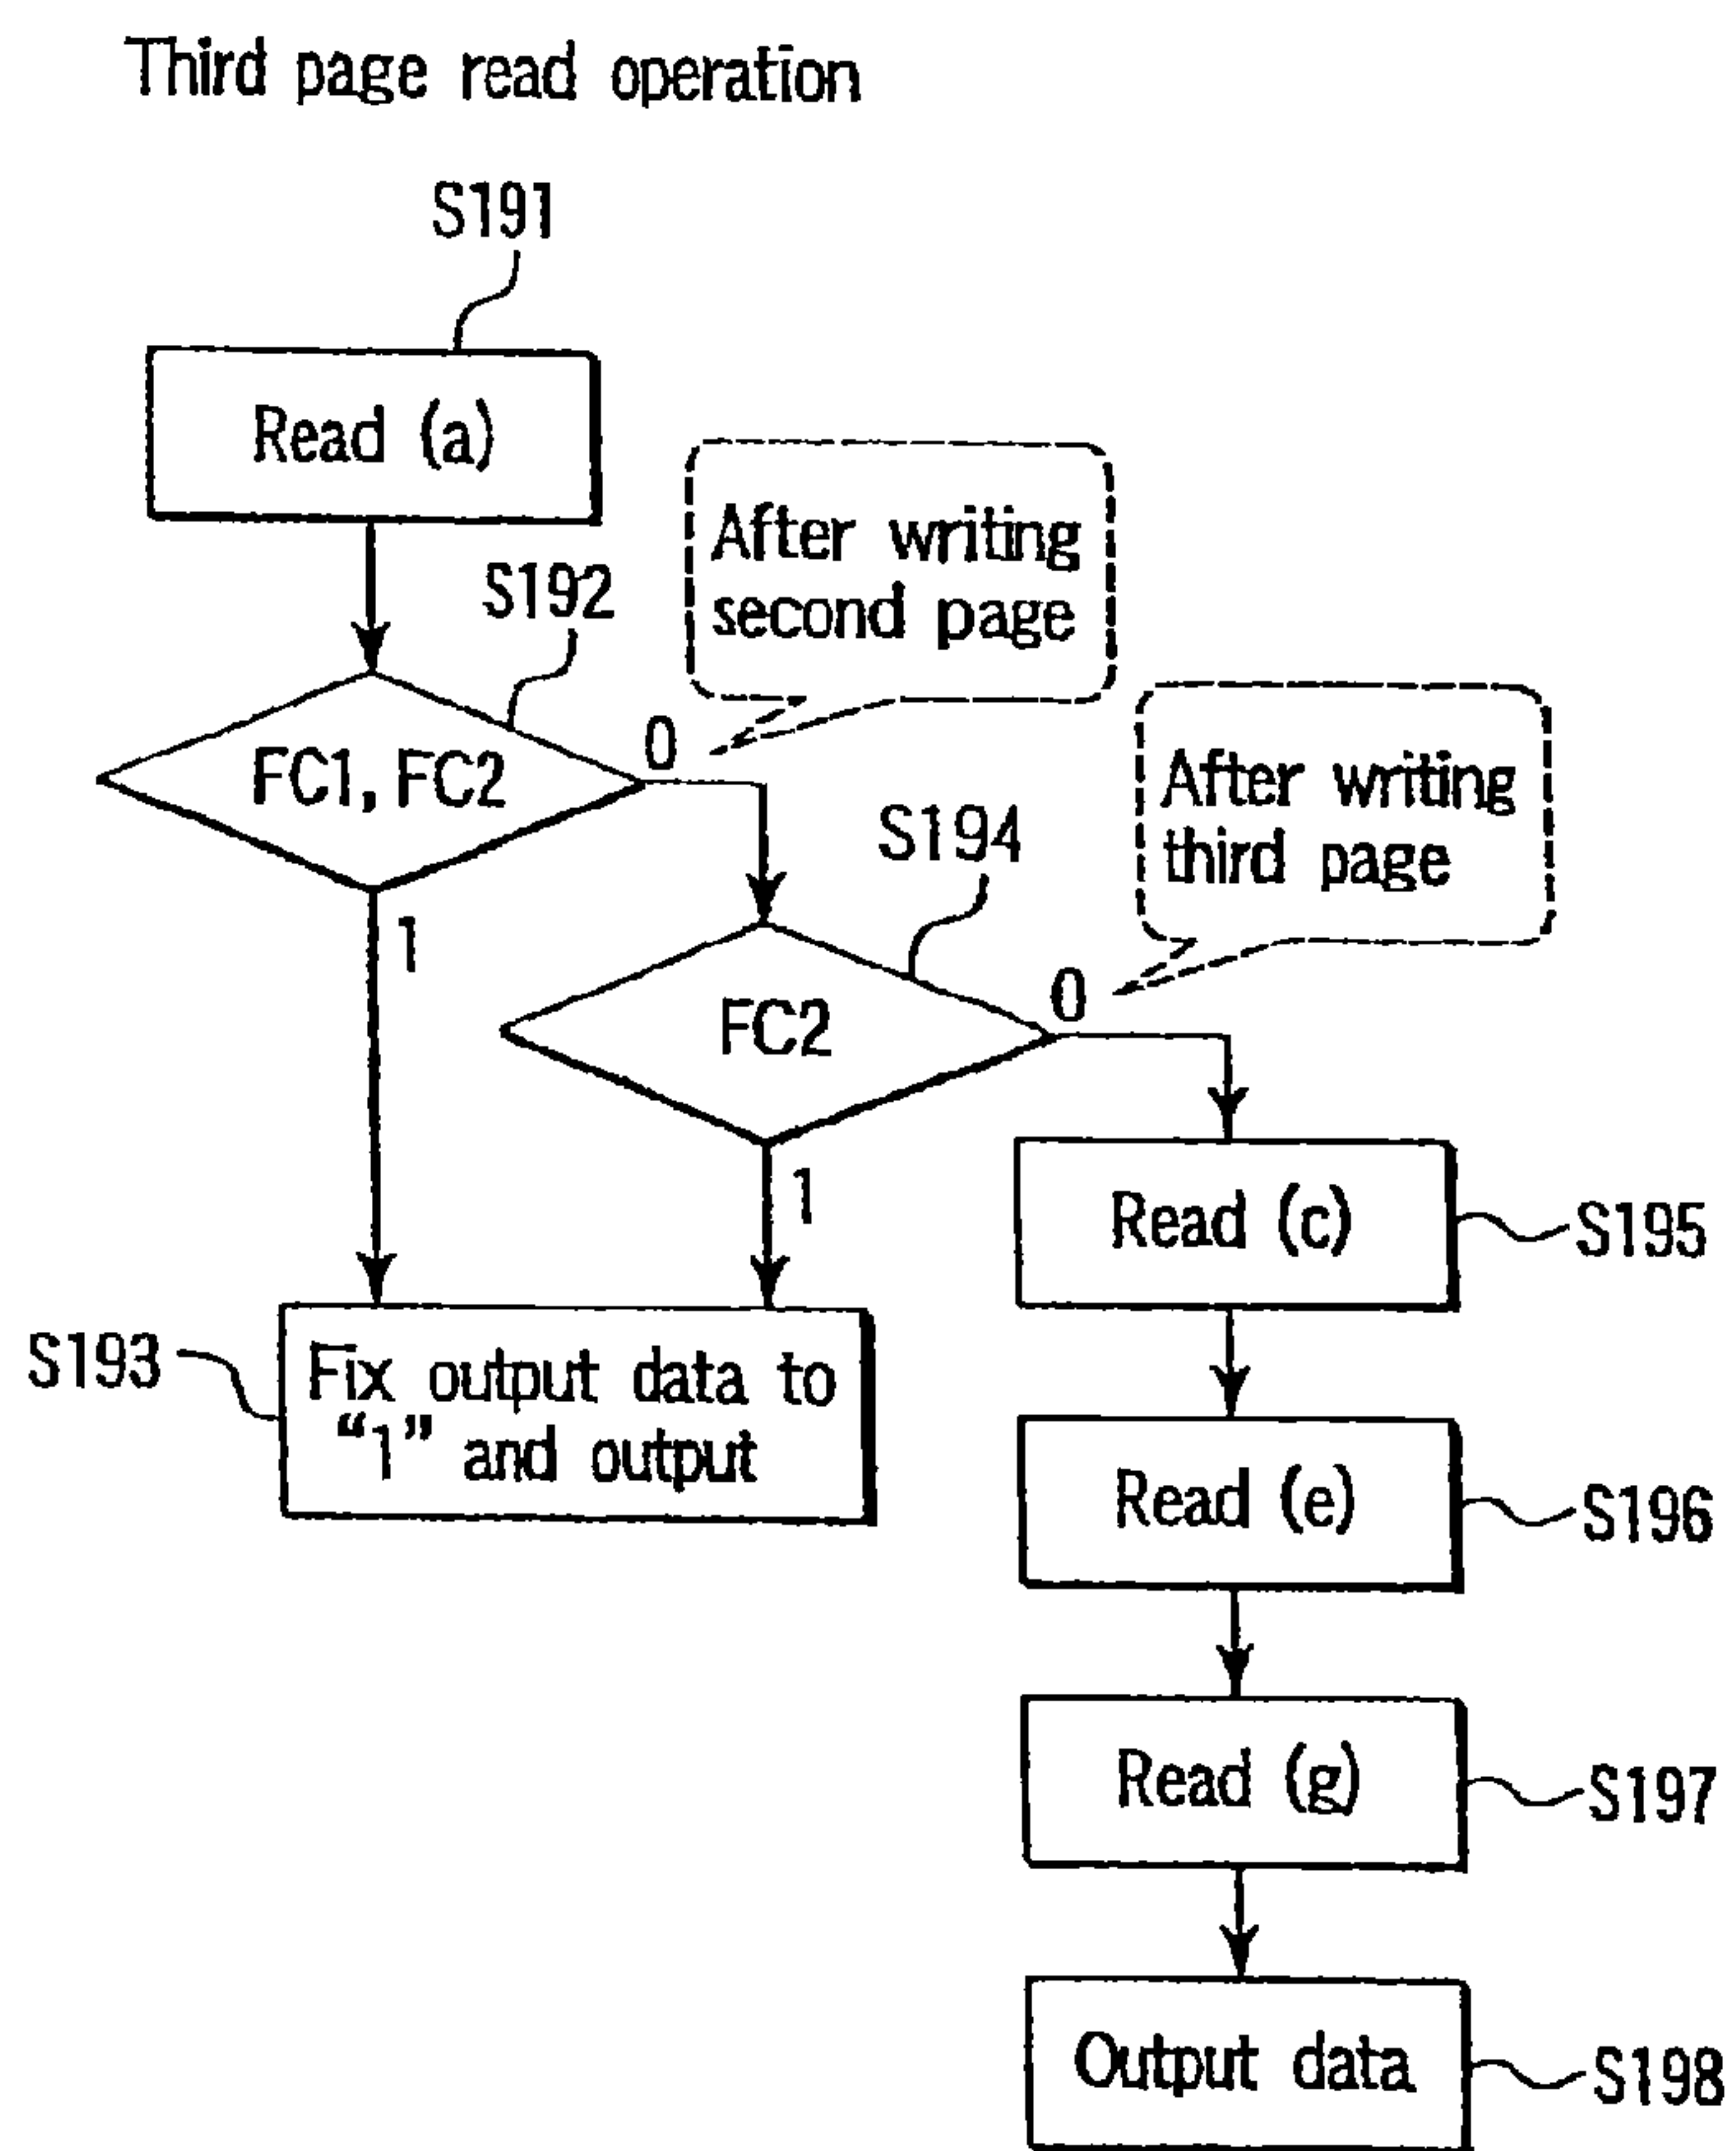 Third page read operation
S191
Read (a)
After writing
second page
S192
0
FC1, FC2
After writing
third page
S194
1
0
FC2
Read (c)
S195
1
S193
Fix output data to
“1” and output
Read (e)
S196
Read (g)
S197
Output data
S198